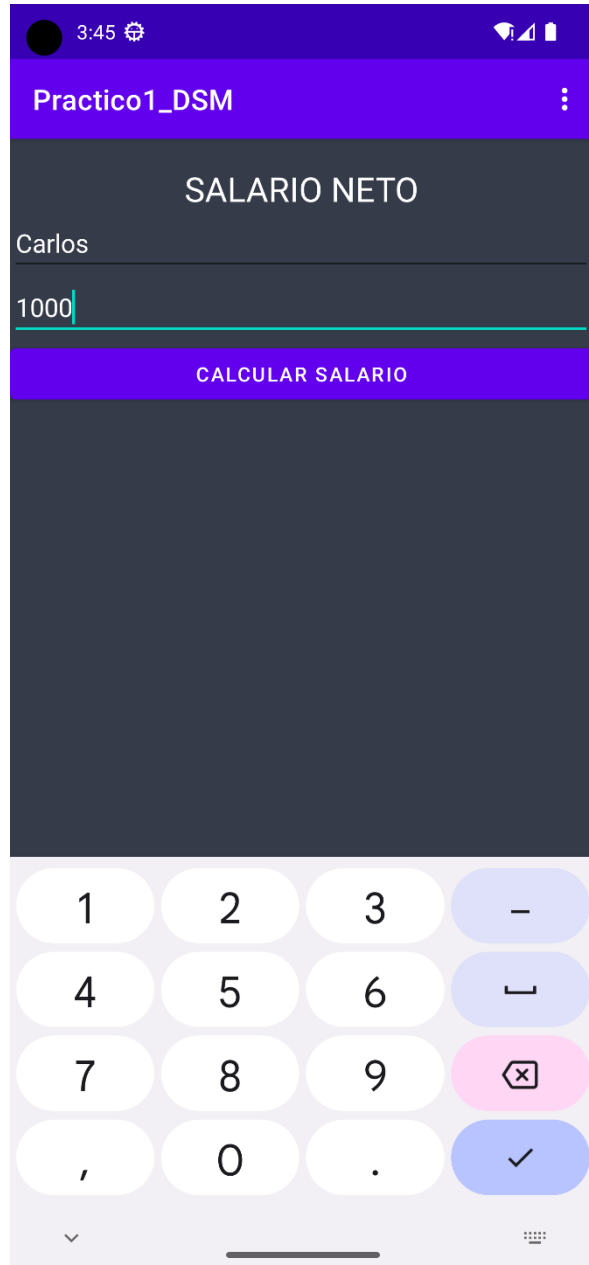 3:45
Practico1_DSM
SALARIO NETO
Carlos
1000
CALCULAR SALARIO
1 2 3 –
4 5 6
7 8 9
, 0 .